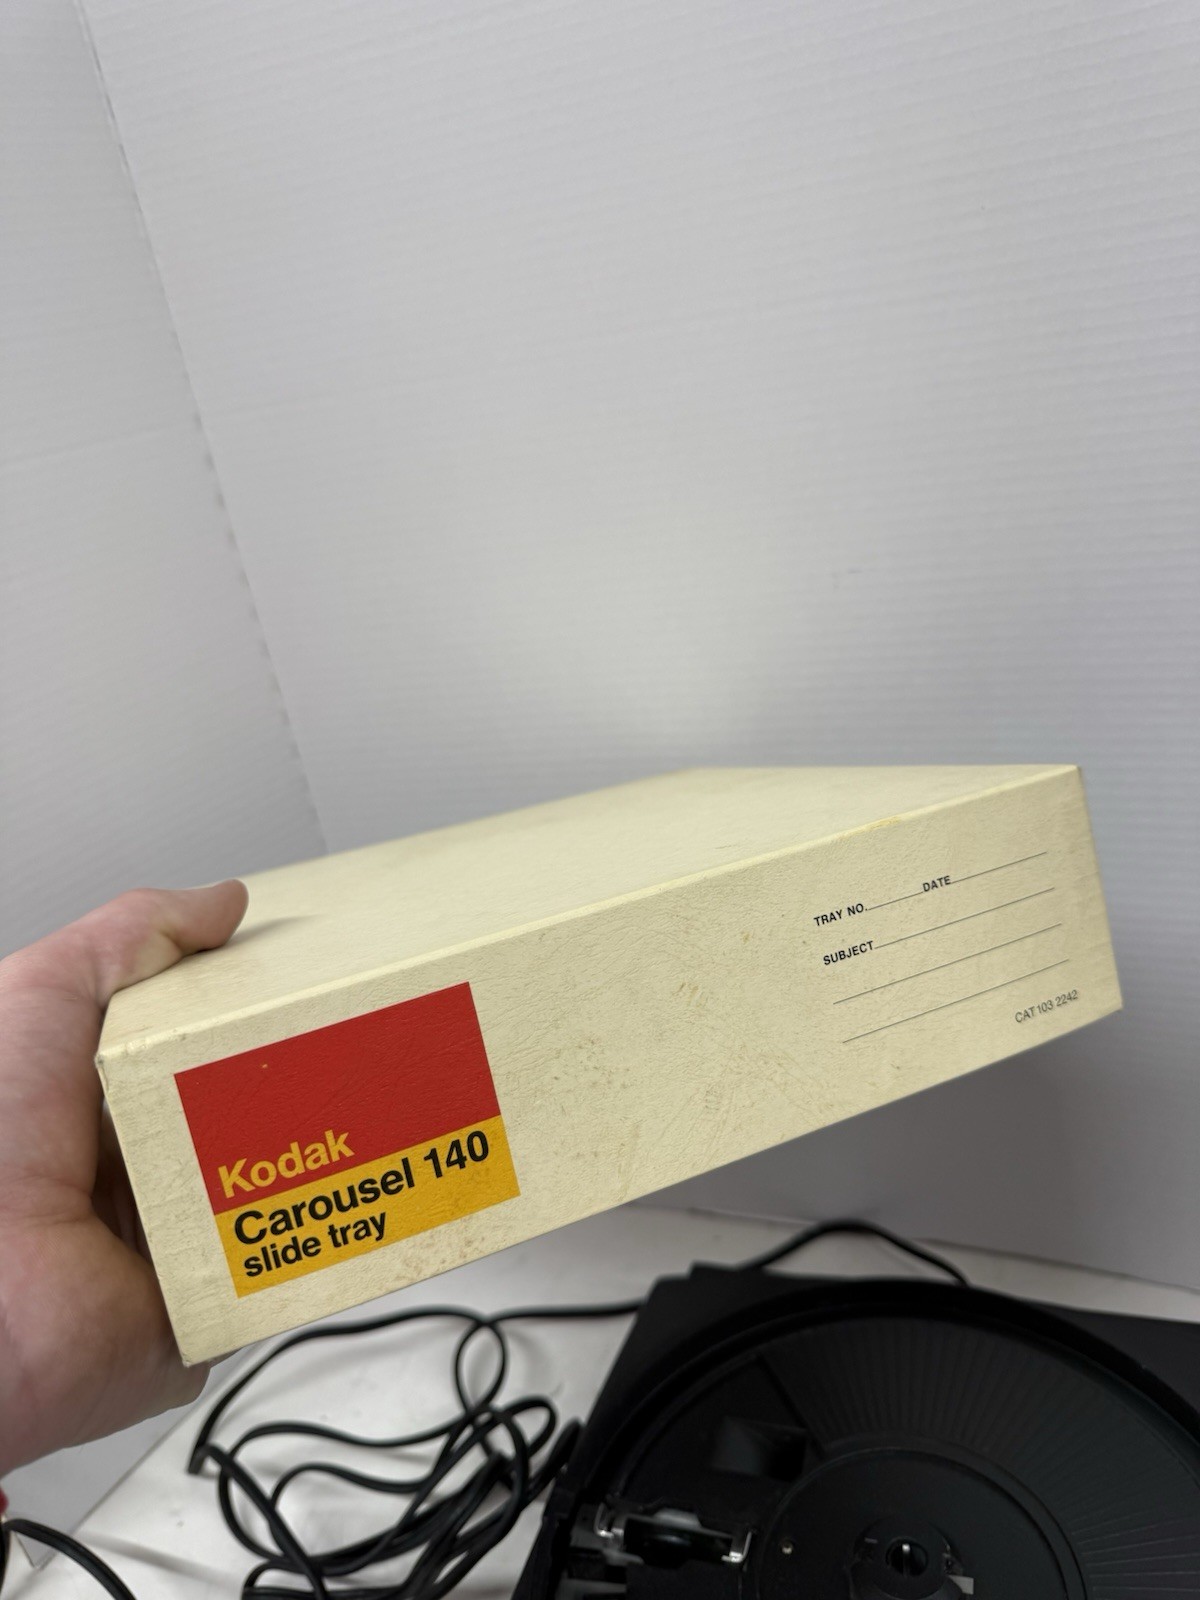 Kodak
Carousel 140
slide tray
TRAY NO. DATE
SUBJECT
CAT 103 2242